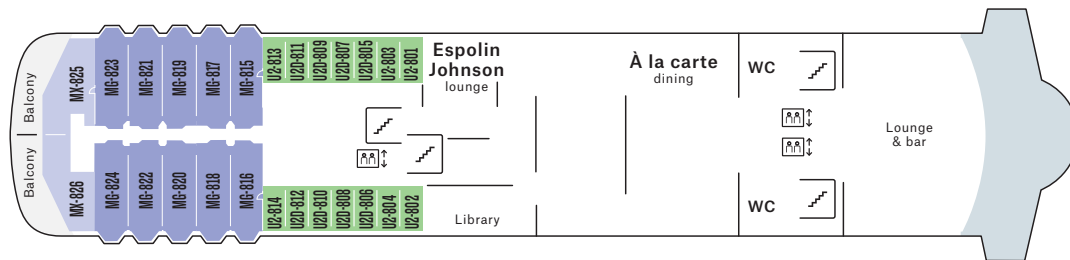 Balcony
MX-825
MG-823
MG-821
MG-819
MG-817
MG-815
U2-813
U2D-811
U2D-809
U2D-807
U2D-805
U2-803
U2-801
Espolin
Johnson
lounge
À la carte
dining
WC
Lounge
& bar
Balcony
MX-826
MG-824
MG-822
MG-820
MG-818
MG-816
U2-814
U2D-812
U2D-810
U2D-808
U2D-806
U2-804
U2-802
Library
WC